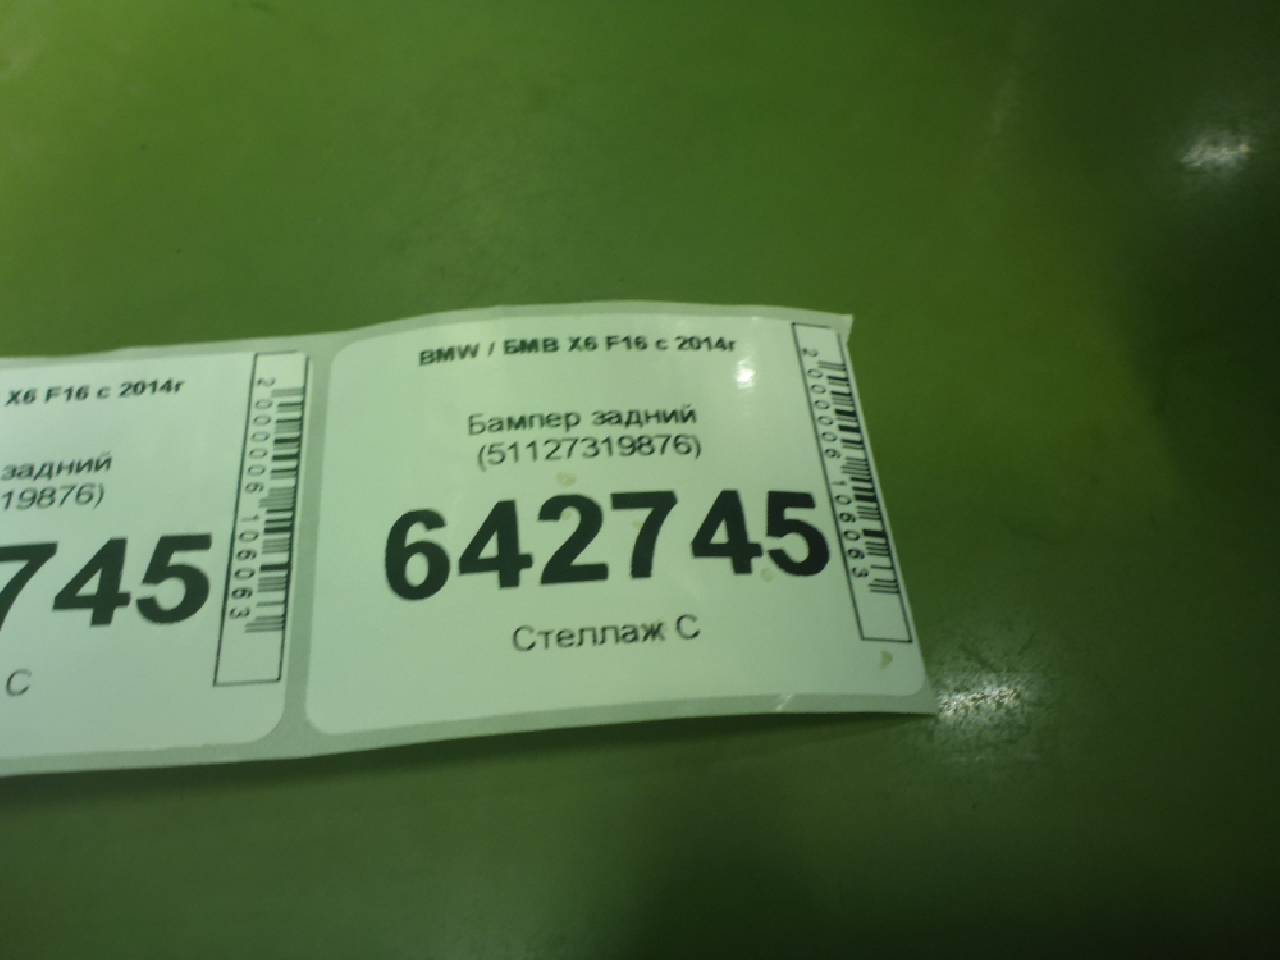 BMW / БМВ X6 F16 с 2014г
Бампер задний
(51127319876)
642745
Стеллаж С
2000006106063
X6 F16 с 2014г
задний
19876)
745
С
2000006106063